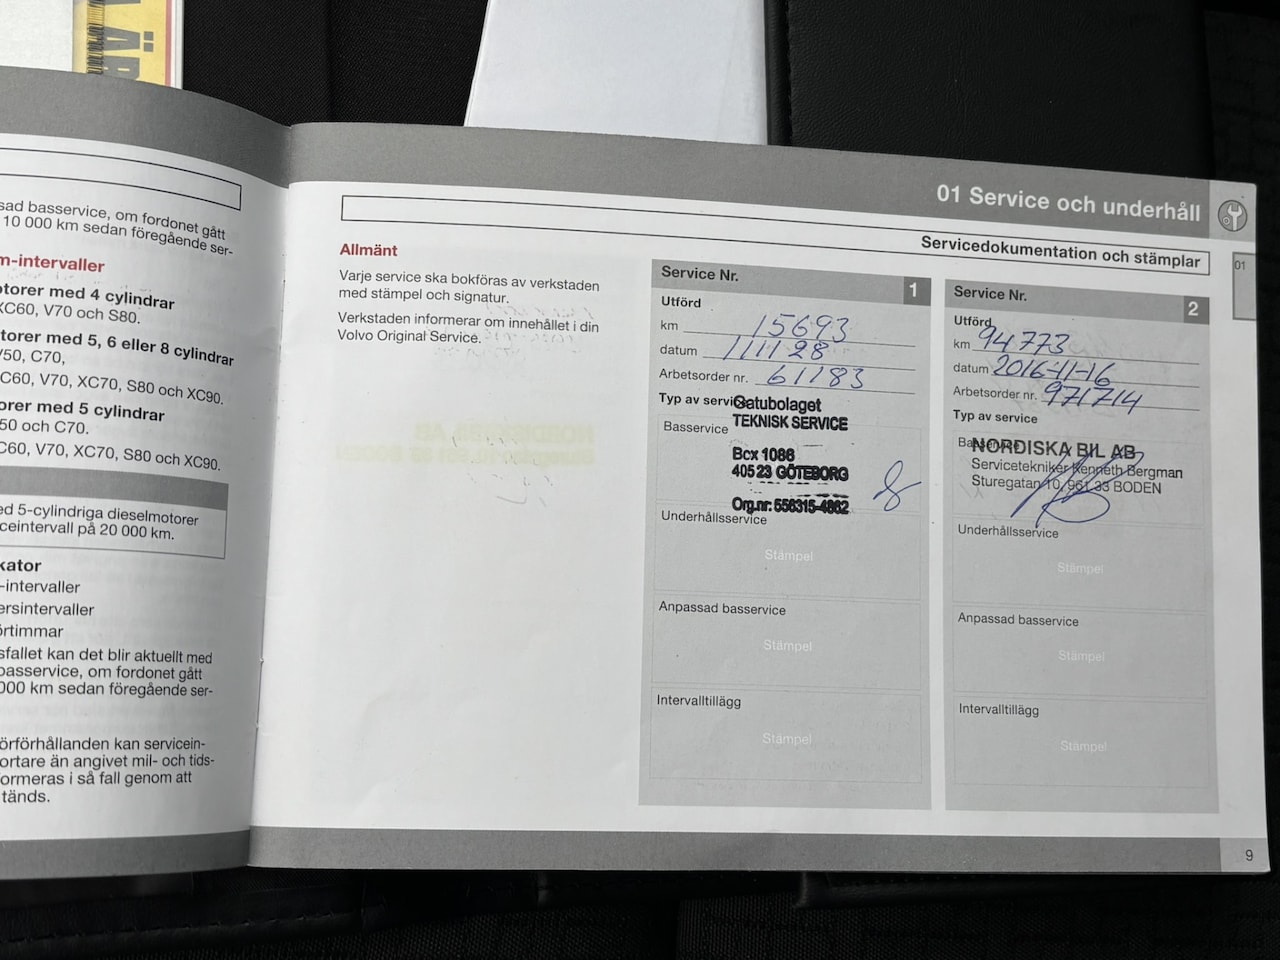 ÄR
sad basservice, om fordonet gått
10 000 km sedan föregående ser-
m-intervaller
otorer med 4 cylindrar
XC60, V70 och S80.
torer med 5, 6 eller 8 cylindrar
V50, C70,
C60, V70, XC70, S80 och XC90.
orer med 5 cylindrar
50 och C70.
C60, V70, XC70, S80 och XC90.
ed 5-cylindriga dieselmotorer
ceintervall på 20 000 km.
kator
-intervaller
ersintervaller
örtimmar
sfallet kan det blir aktuellt med
basservice, om fordonet gått
000 km sedan föregående ser-
örförhållanden kan servicein-
ortare än angivet mil- och tids-
ormeras i så fall genom att
tänds.
01 Service och underhåll
Servicedokumentation och stämplar
01
Allmänt
Varje service ska bokföras av verkstaden
med stämpel och signatur.
Verkstaden informerar om innehållet i din
Volvo Original Service.
Service Nr. 1
Utförd
km 15693
datum 111128
Arbetsorder nr. 61183
Typ av service
Gatubolaget
TEKNISK SERVICE
Basservice
Box 1086
405 23 GÖTEBORG
Org.nr: 556315-4862
Underhållsservice
Stämpel
Anpassad basservice
Stämpel
Intervalltillägg
Stämpel
Service Nr. 2
Utförd
km 94773
datum 2016-11-16
Arbetsorder nr. 971714
Typ av service
Basservice
NORDISKA BIL AB
Servicetekniker Kenneth Bergman
Sturegatan 10, 961 33 BODEN
Underhållsservice
Stämpel
Anpassad basservice
Stämpel
Intervalltillägg
Stämpel
9